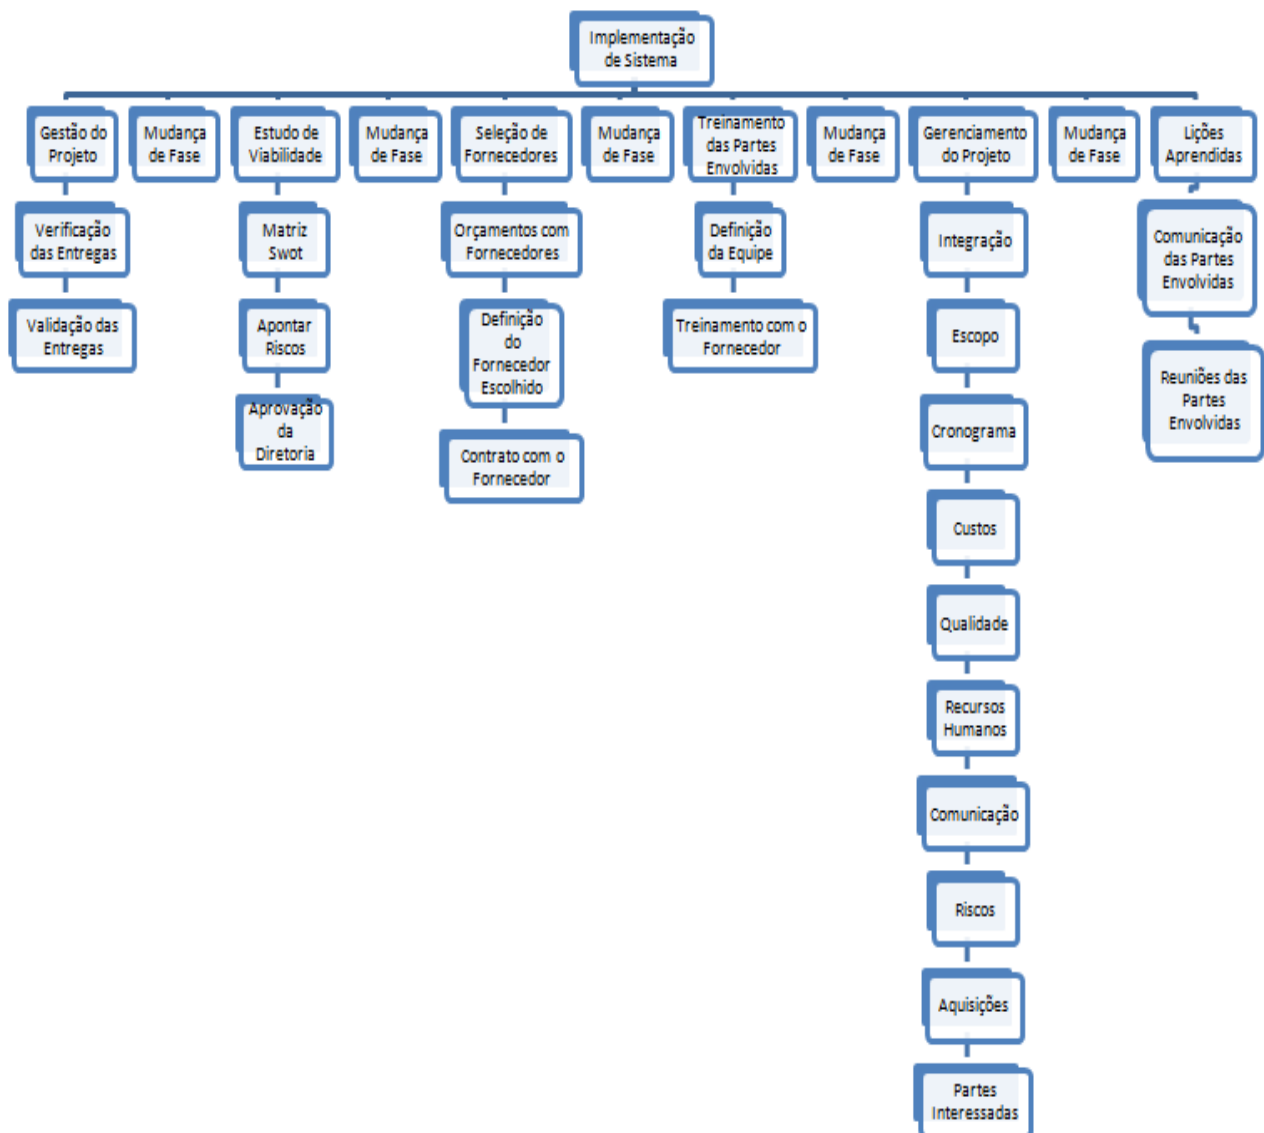 Implementação
de Sistema
Gestão do
Projeto
Mudança
de Fase
Estudo de
Viabilidade
Mudança
de Fase
Seleção de
Fornecedores
Mudança
de Fase
Treinamento
das Partes
Envolvidas
Mudança
de Fase
Gerenciamento
do Projeto
Mudança
de Fase
Lições
Aprendidas
Verificação
das Entregas
Validação das
Entregas
Matriz
Swot
Apontar
Riscos
Aprovação
da
Diretoria
Orçamentos com
Fornecedores
Definição
do
Fornecedor
Escolhido
Contrato com o
Fornecedor
Definição
da Equipe
Treinamento com o
Fornecedor
Integração
Escopo
Cronograma
Custos
Qualidade
Recursos
Humanos
Comunicação
Riscos
Aquisições
Partes
Interessadas
Comunicação
das Partes
Envolvidas
Reuniões das
Partes
Envolvidas